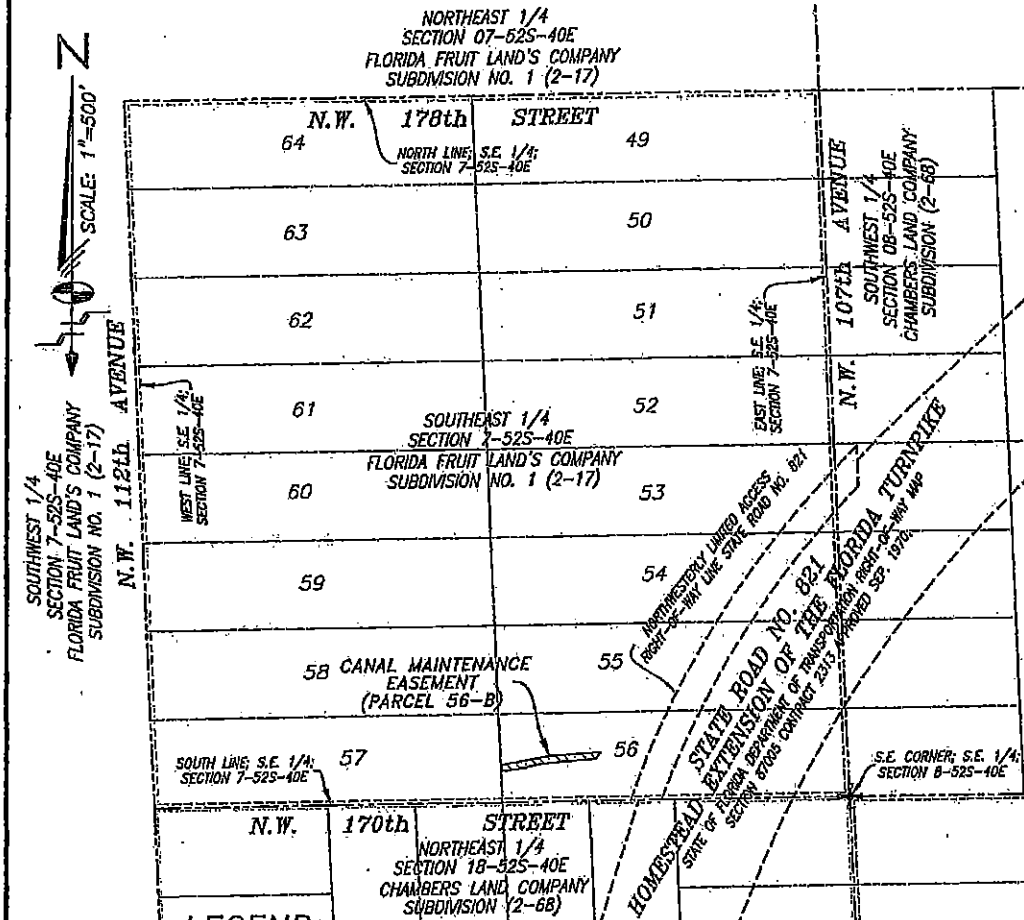 NORTHEAST 1/4
SECTION 07-52S-40E
FLORIDA FRUIT LAND'S COMPANY
SUBDIVISION NO. 1 (2-17)
Z
SCALE: 1"=500'
N.W. 178th STREET
64
49
NORTH LINE; S.E. 1/4;
SECTION 7-52S-40E
63
50
62
51
61
52
60
53
59
54
58
55
57
56
N.W. 107th AVENUE
SOUTHWEST 1/4
SECTION 08-52S-40E
CHAMBERS LAND COMPANY
SUBDIVISION (2-68)
EAST LINE; S.E. 1/4;
SECTION 7-52S-40E
N.W. 112th AVENUE
WEST LINE; S.E. 1/4;
SECTION 7-52S-40E
SOUTHWEST 1/4
SECTION 7-52S-40E
FLORIDA FRUIT LAND'S COMPANY
SUBDIVISION NO. 1 (2-17)
SOUTHEAST 1/4
SECTION 7-52S-40E
FLORIDA FRUIT LAND'S COMPANY
SUBDIVISION NO. 1 (2-17)
NORTHWESTERLY LIMITED ACCESS
RIGHT-OF-WAY LINE STATE ROAD NO. 821
STATE ROAD NO. 821
HOMESTEAD EXTENSION OF THE FLORIDA TURNPIKE
STATE OF FLORIDA DEPARTMENT OF TRANSPORTATION RIGHT-OF-WAY MAP
SECTION 87005 CONTRACT 2313 APPROVED SEP. 1970.
CANAL MAINTENANCE
EASEMENT
(PARCEL 56-B)
SOUTH LINE; S.E. 1/4;
SECTION 7-52S-40E
S.E. CORNER; S.E. 1/4;
SECTION 8-52S-40E
N.W. 170th STREET
NORTHEAST 1/4
SECTION 18-52S-40E
CHAMBERS LAND COMPANY
SUBDIVISION (2-68)
LEGEND: